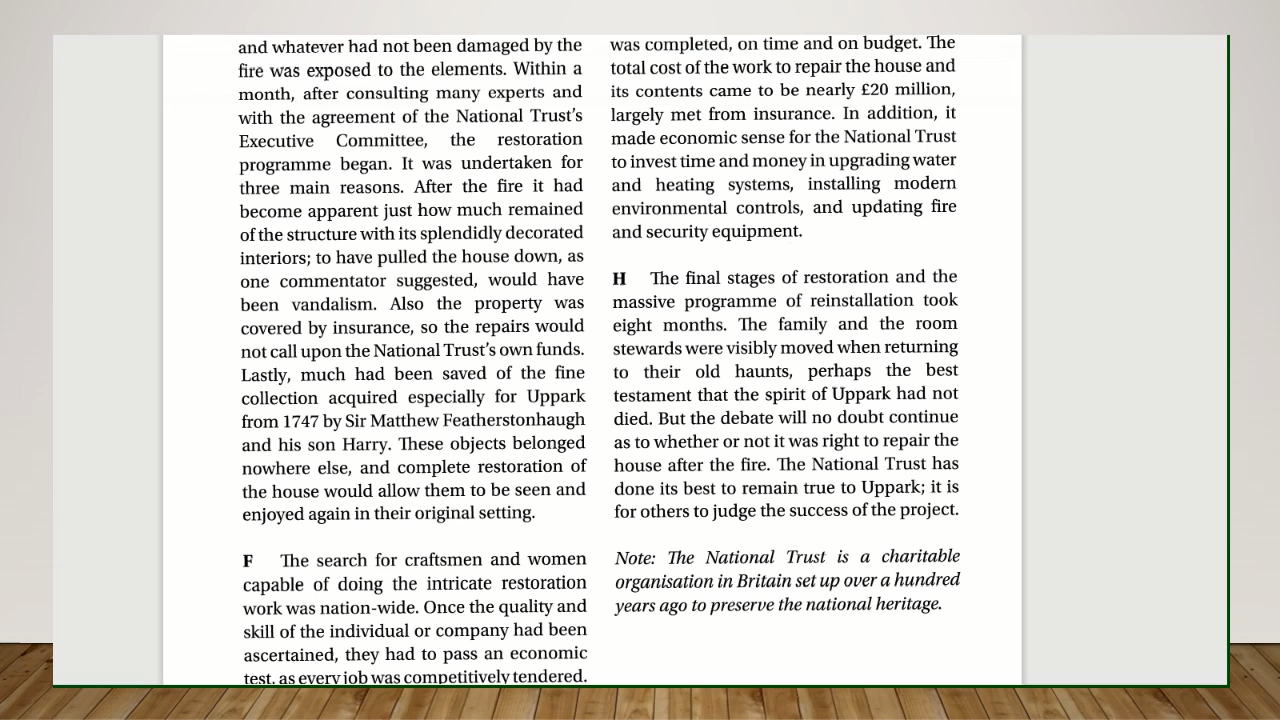 and whatever had not been damaged by the
fire was exposed to the elements. Within a
month, after consulting many experts and
with the agreement of the National Trust's
Executive Committee, the restoration
programme began. It was undertaken for
three main reasons. After the fire it had
become apparent just how much remained
of the structure with its splendidly decorated
interiors; to have pulled the house down, as
one commentator suggested, would have
been vandalism. Also the property was
covered by insurance, so the repairs would
not call upon the National Trust's own funds.
Lastly, much had been saved of the fine
collection acquired especially for Uppark
from 1747 by Sir Matthew Featherstonhaugh
and his son Harry. These objects belonged
nowhere else, and complete restoration of
the house would allow them to be seen and
enjoyed again in their original setting.
F The search for craftsmen and women
capable of doing the intricate restoration
work was nation-wide. Once the quality and
skill of the individual or company had been
ascertained, they had to pass an economic
test, as every job was competitively tendered.
was completed, on time and on budget. The
total cost of the work to repair the house and
its contents came to be nearly £20 million,
largely met from insurance. In addition, it
made economic sense for the National Trust
to invest time and money in upgrading water
and heating systems, installing modern
environmental controls, and updating fire
and security equipment.
H The final stages of restoration and the
massive programme of reinstallation took
eight months. The family and the room
stewards were visibly moved when returning
to their old haunts, perhaps the best
testament that the spirit of Uppark had not
died. But the debate will no doubt continue
as to whether or not it was right to repair the
house after the fire. The National Trust has
done its best to remain true to Uppark; it is
for others to judge the success of the project.
Note: The National Trust is a charitable
organisation in Britain set up over a hundred
years ago to preserve the national heritage.